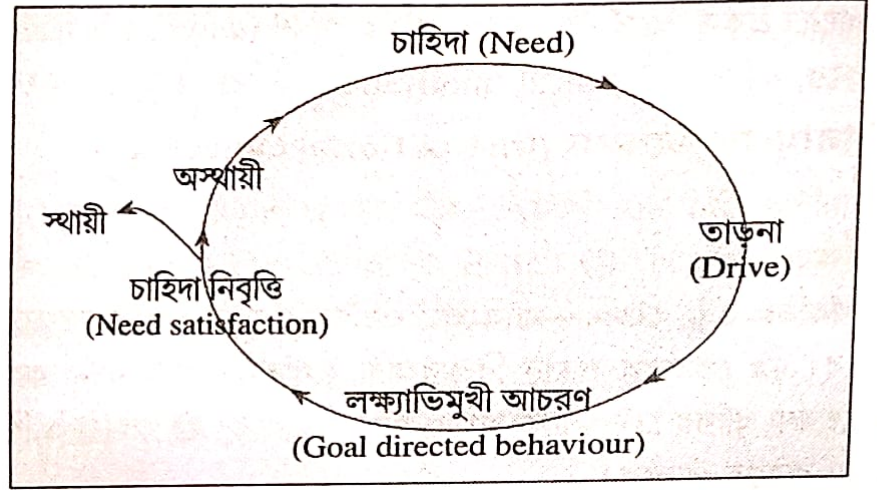 চাহিদা (Need)
অস্থায়ী
স্থায়ী
তাড়না
(Drive)
চাহিদা নিবৃত্তি
(Need satisfaction)
লক্ষ্যাভিমুখী আচরণ
(Goal directed behaviour)